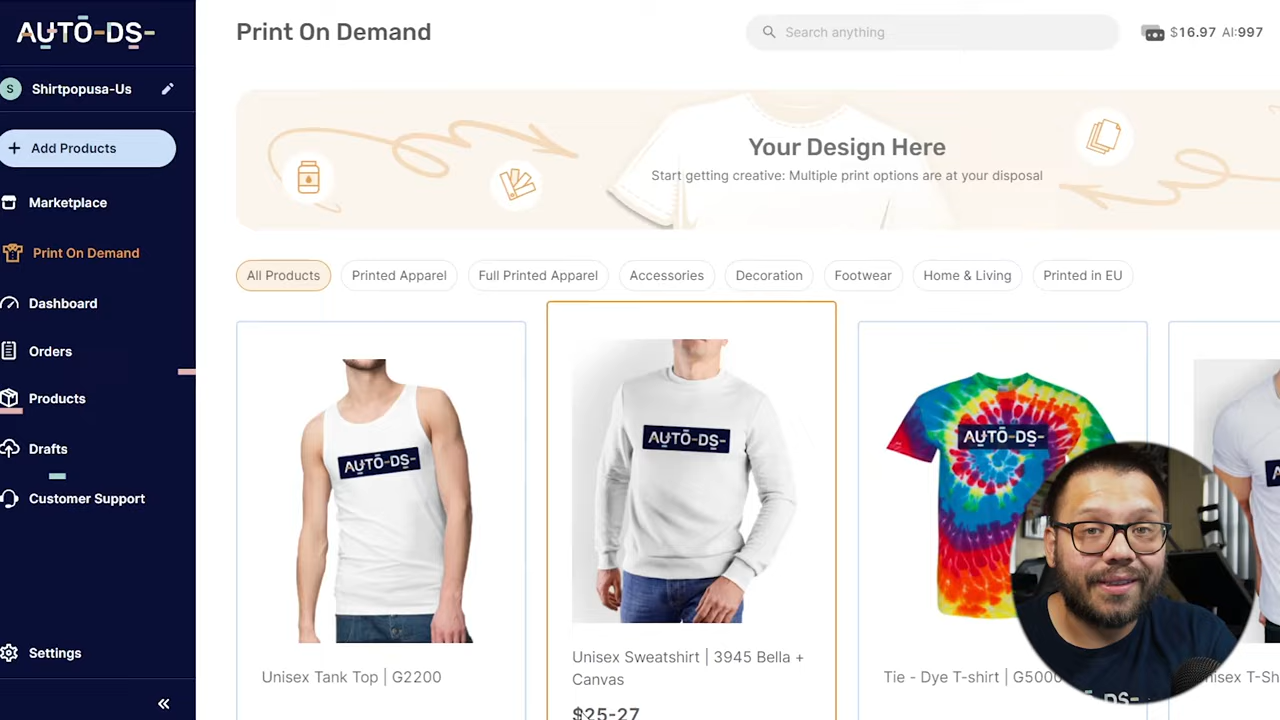 AUTO-DS-
Print On Demand
Search anything
$16.97 AI:997
S
Shirtpopusa-Us
Add Products
Marketplace
Print On Demand
Dashboard
Orders
Products
Drafts
Customer Support
Settings
Your Design Here
Start getting creative: Multiple print options are at your disposal
All Products
Printed Apparel
Full Printed Apparel
Accessories
Decoration
Footwear
Home & Living
Printed in EU
AUTO-DS-
AUTO-DS-
AUTO-DS-
Unisex Tank Top | G2200
Unisex Sweatshirt | 3945 Bella +
Canvas
$25-27
Tie - Dye T-shirt | G5000